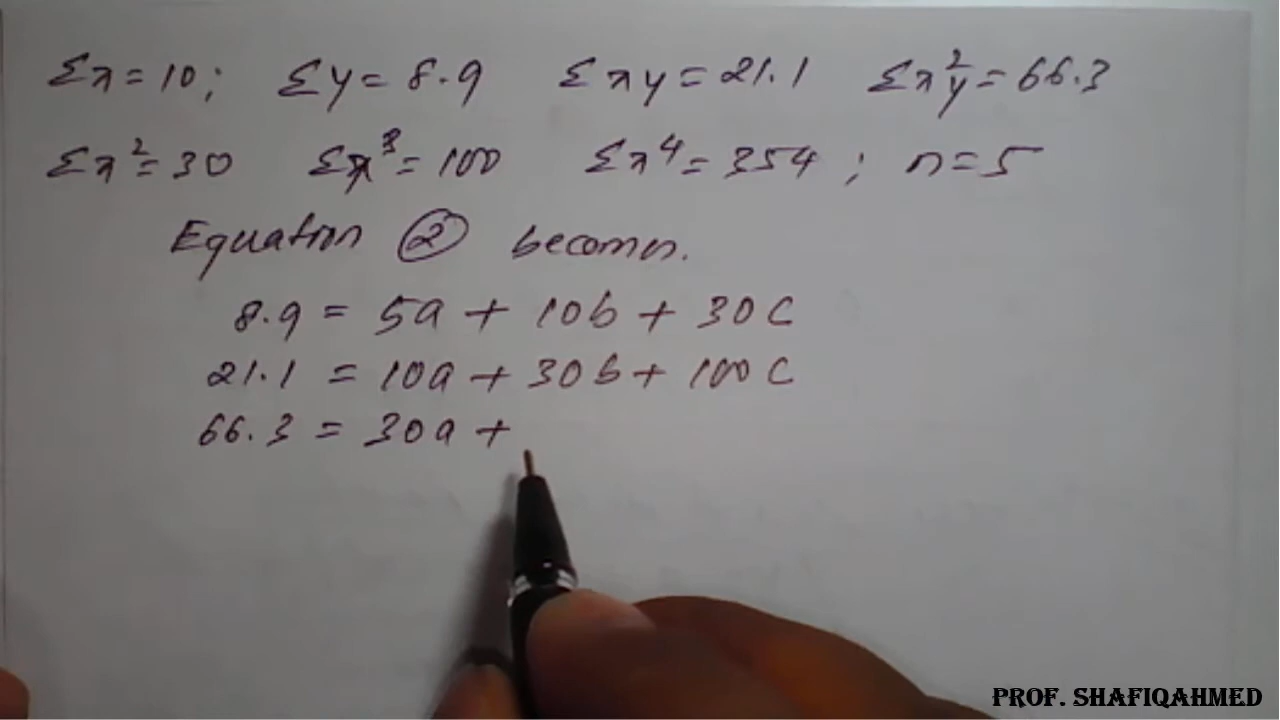 Σx = 10 ; Σy = 8.9 Σxy = 21.1 Σx²y = 66.3
Σx² = 30 Σx³ = 100 Σx⁴ = 354 ; n = 5
Equation ② becomes.
8.9 = 5a + 10b + 30c
21.1 = 10a + 30b + 100c
66.3 = 30a +
PROF. SHAFIQAHMED